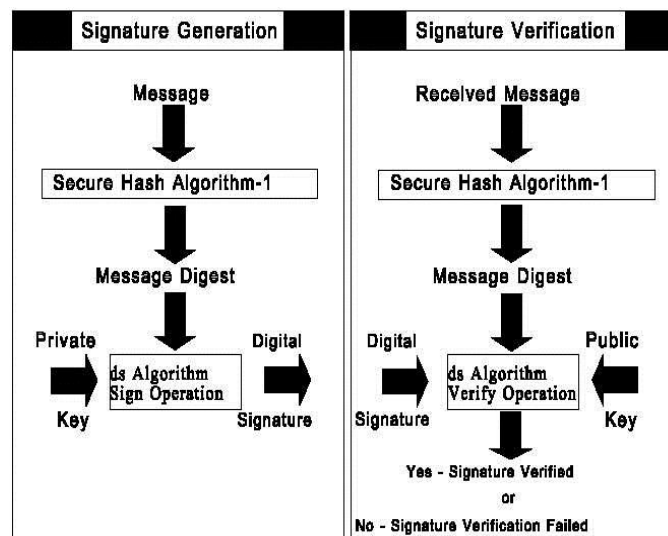 Signature Generation
Message
Secure Hash Algorithm-1
Message Digest
Private
Key
ds Algorithm
Sign Operation
Digital
Signature
Signature Verification
Received Message
Secure Hash Algorithm-1
Message Digest
Digital
Signature
ds Algorithm
Verify Operation
Public
Key
Yes - Signature Verified
or
No - Signature Verification Failed